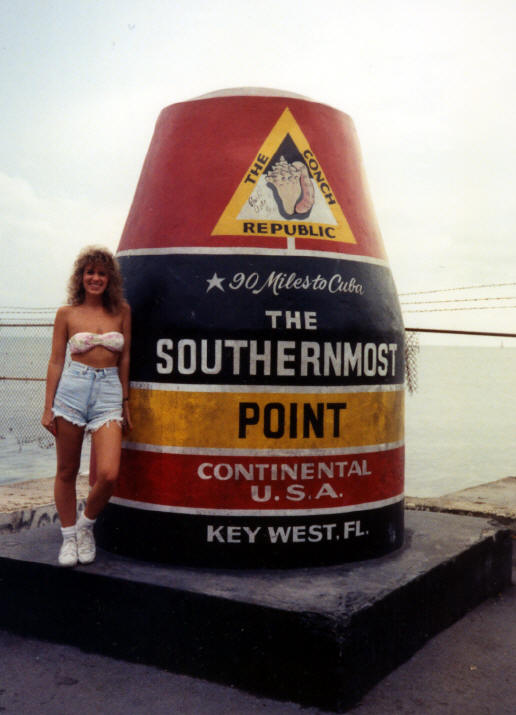 THE CONCH
REPUBLIC
90 Miles to Cuba
THE
SOUTHERNMOST
POINT
CONTINENTAL
U.S.A.
KEY WEST, FL.